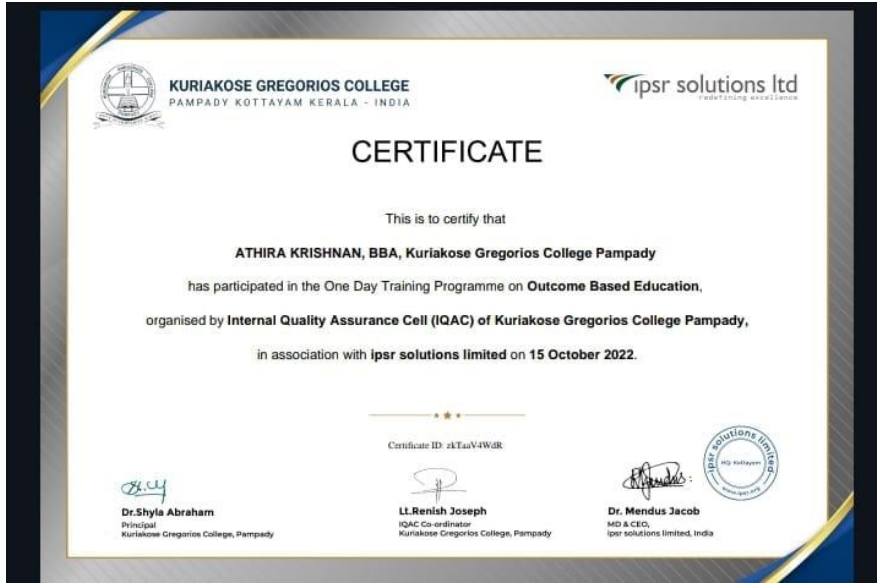 KURIAKOSE GREGORIOS COLLEGE
PAMPADY KOTTAYAM KERALA - INDIA
ipsr solutions ltd
redefining excellence
CERTIFICATE
This is to certify that
ATHIRA KRISHNAN, BBA, Kuriakose Gregorios College Pampady
has participated in the One Day Training Programme on Outcome Based Education,
organised by Internal Quality Assurance Cell (IQAC) of Kuriakose Gregorios College Pampady,
in association with ipsr solutions limited on 15 October 2022.
Certificate ID: zkTaaV4WdR
Dr.Shyla Abraham
Principal
Kuriakose Gregorios College, Pampady
Lt.Renish Joseph
IQAC Co-ordinator
Kuriakose Gregorios College, Pampady
ipsr solutions limited
HQ: Kottayam
www.ipsr.org
Dr. Mendus Jacob
MD & CEO,
ipsr solutions limited, India